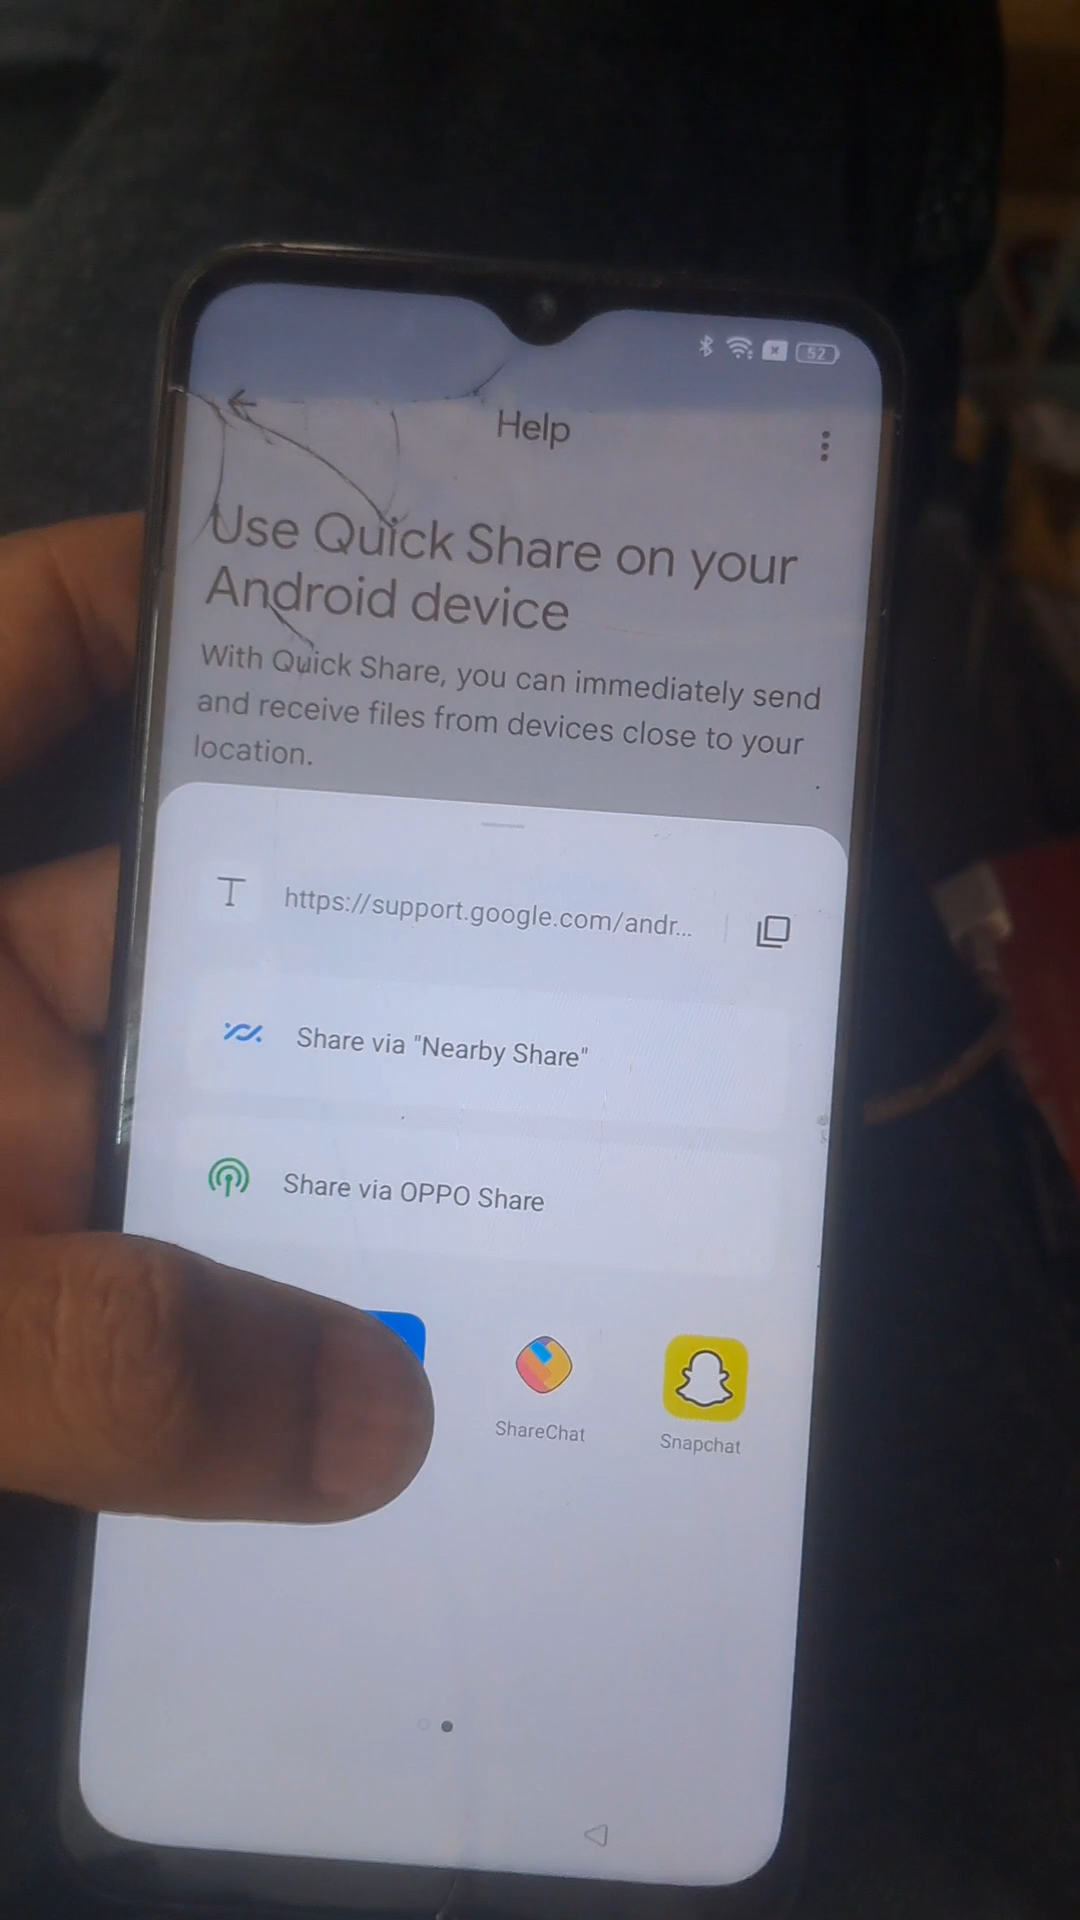 52
Help
Use Quick Share on your
Android device
With Quick Share, you can immediately send
and receive files from devices close to your
location.
https://support.google.com/andr...
Share via "Nearby Share"
Share via OPPO Share
ShareChat
Snapchat